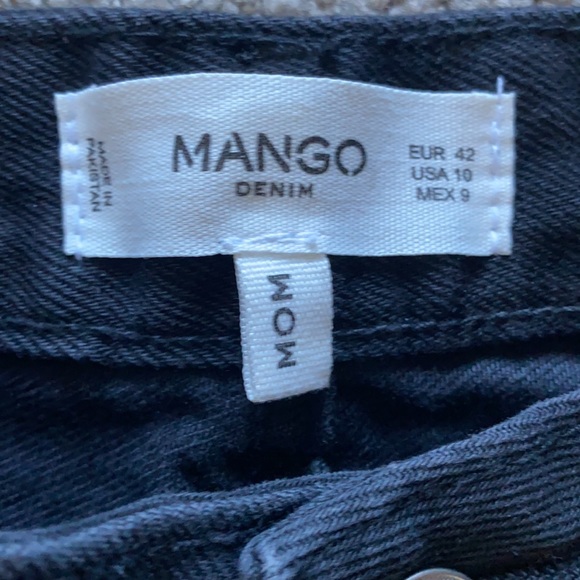 MADE IN
PAKISTAN
MANGO
DENIM
EUR 42
USA 10
MEX 9
MOM